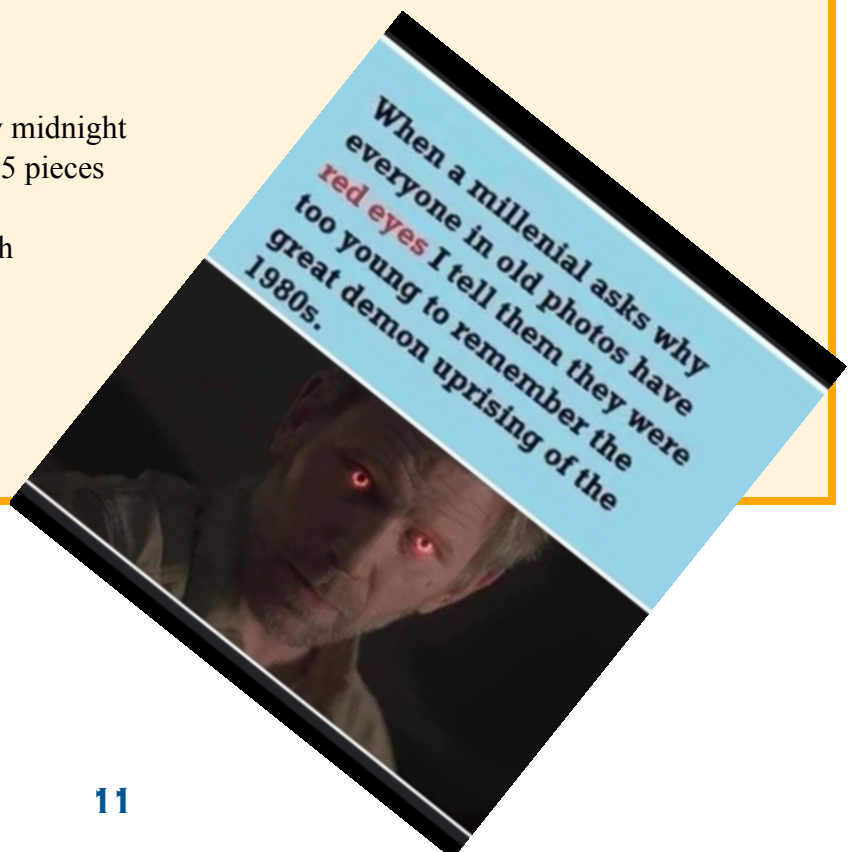 midnight
5 pieces
When a millenial asks why
everyone in old photos have
red eyes I tell them they were
too young to remember the
great demon uprising of the
1980s.
11